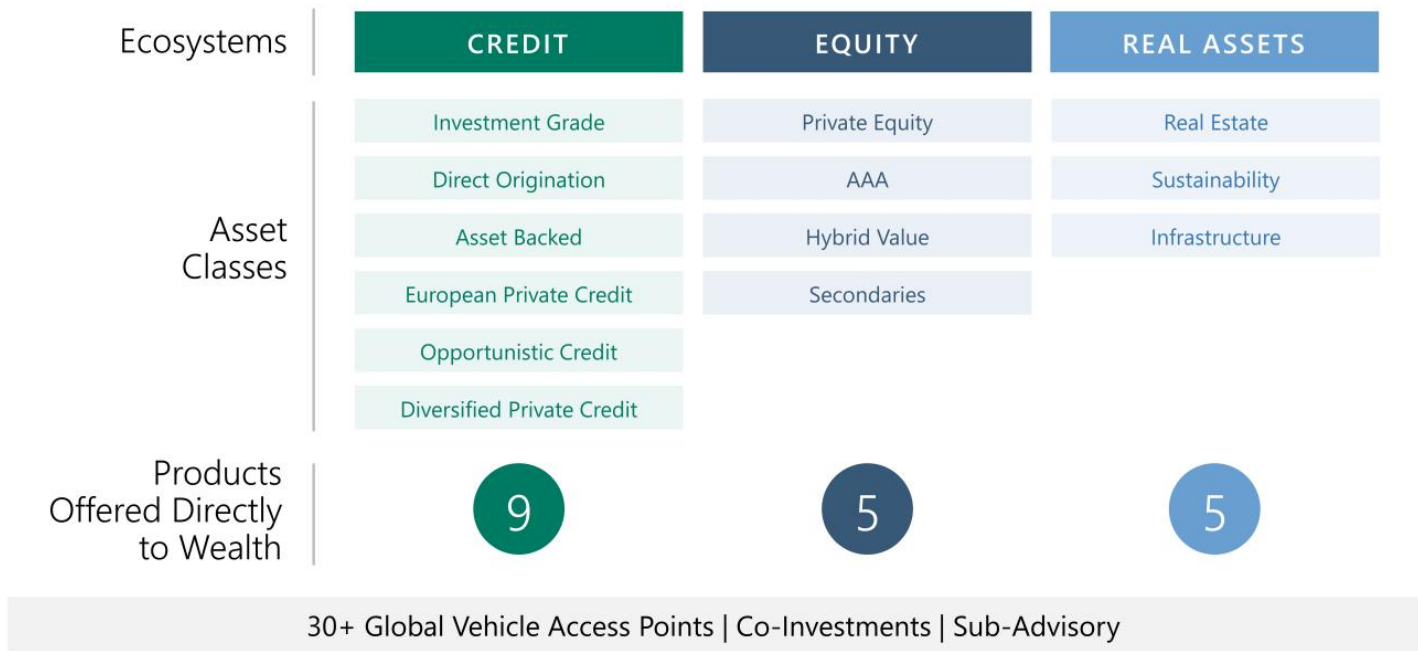 Ecosystems
CREDIT
EQUITY
REAL ASSETS
Asset
Classes
Investment Grade
Direct Origination
Asset Backed
European Private Credit
Opportunistic Credit
Diversified Private Credit
Private Equity
AAA
Hybrid Value
Secondaries
Real Estate
Sustainability
Infrastructure
Products
Offered Directly
to Wealth
9
5
5
30+ Global Vehicle Access Points | Co-Investments | Sub-Advisory